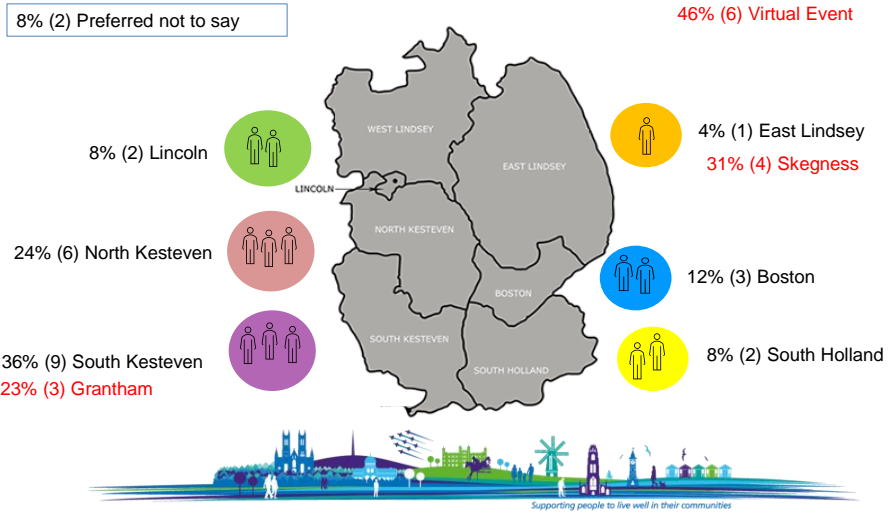 8% (2) Preferred not to say
46% (6) Virtual Event
WEST LINDSEY
8% (2) Lincoln
4% (1) East Lindsey
31% (4) Skegness
EAST LINDSEY
LINCOLN
NORTH KESTEVEN
24% (6) North Kesteven
12% (3) Boston
BOSTON
SOUTH KESTEVEN
36% (9) South Kesteven
23% (3) Grantham
SOUTH HOLLAND
8% (2) South Holland
Supporting people to live well in their communities